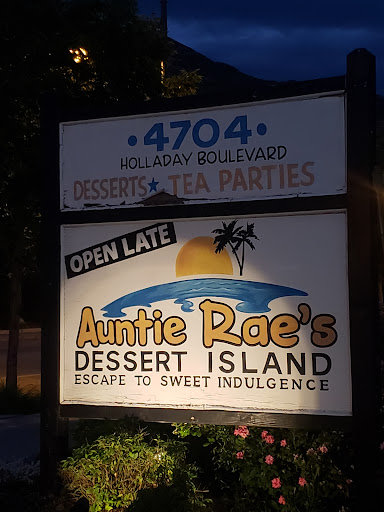 •4704•
HOLLADAY BOULEVARD
DESSERTS★TEA PARTIES
OPEN LATE
Auntie Rae's
DESSERT ISLAND
ESCAPE TO SWEET INDULGENCE